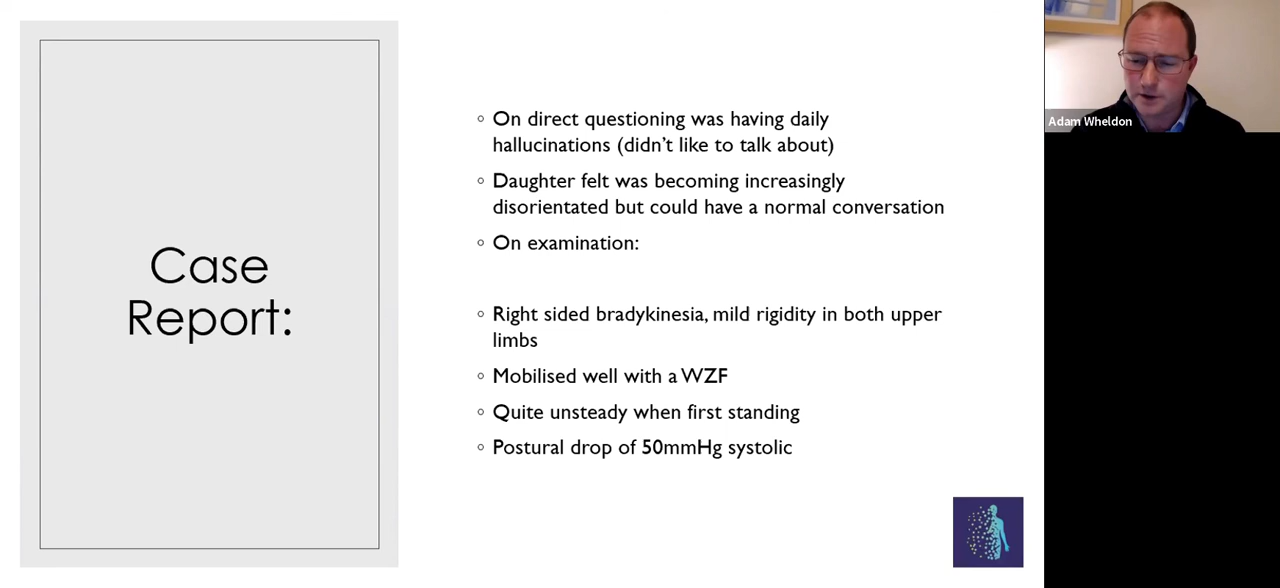 Case
Report:
◦ On direct questioning was having daily
hallucinations (didn’t like to talk about)
◦ Daughter felt was becoming increasingly
disorientated but could have a normal conversation
◦ On examination:
◦ Right sided bradykinesia, mild rigidity in both upper
limbs
◦ Mobilised well with a WZF
◦ Quite unsteady when first standing
◦ Postural drop of 50mmHg systolic
Adam Wheldon